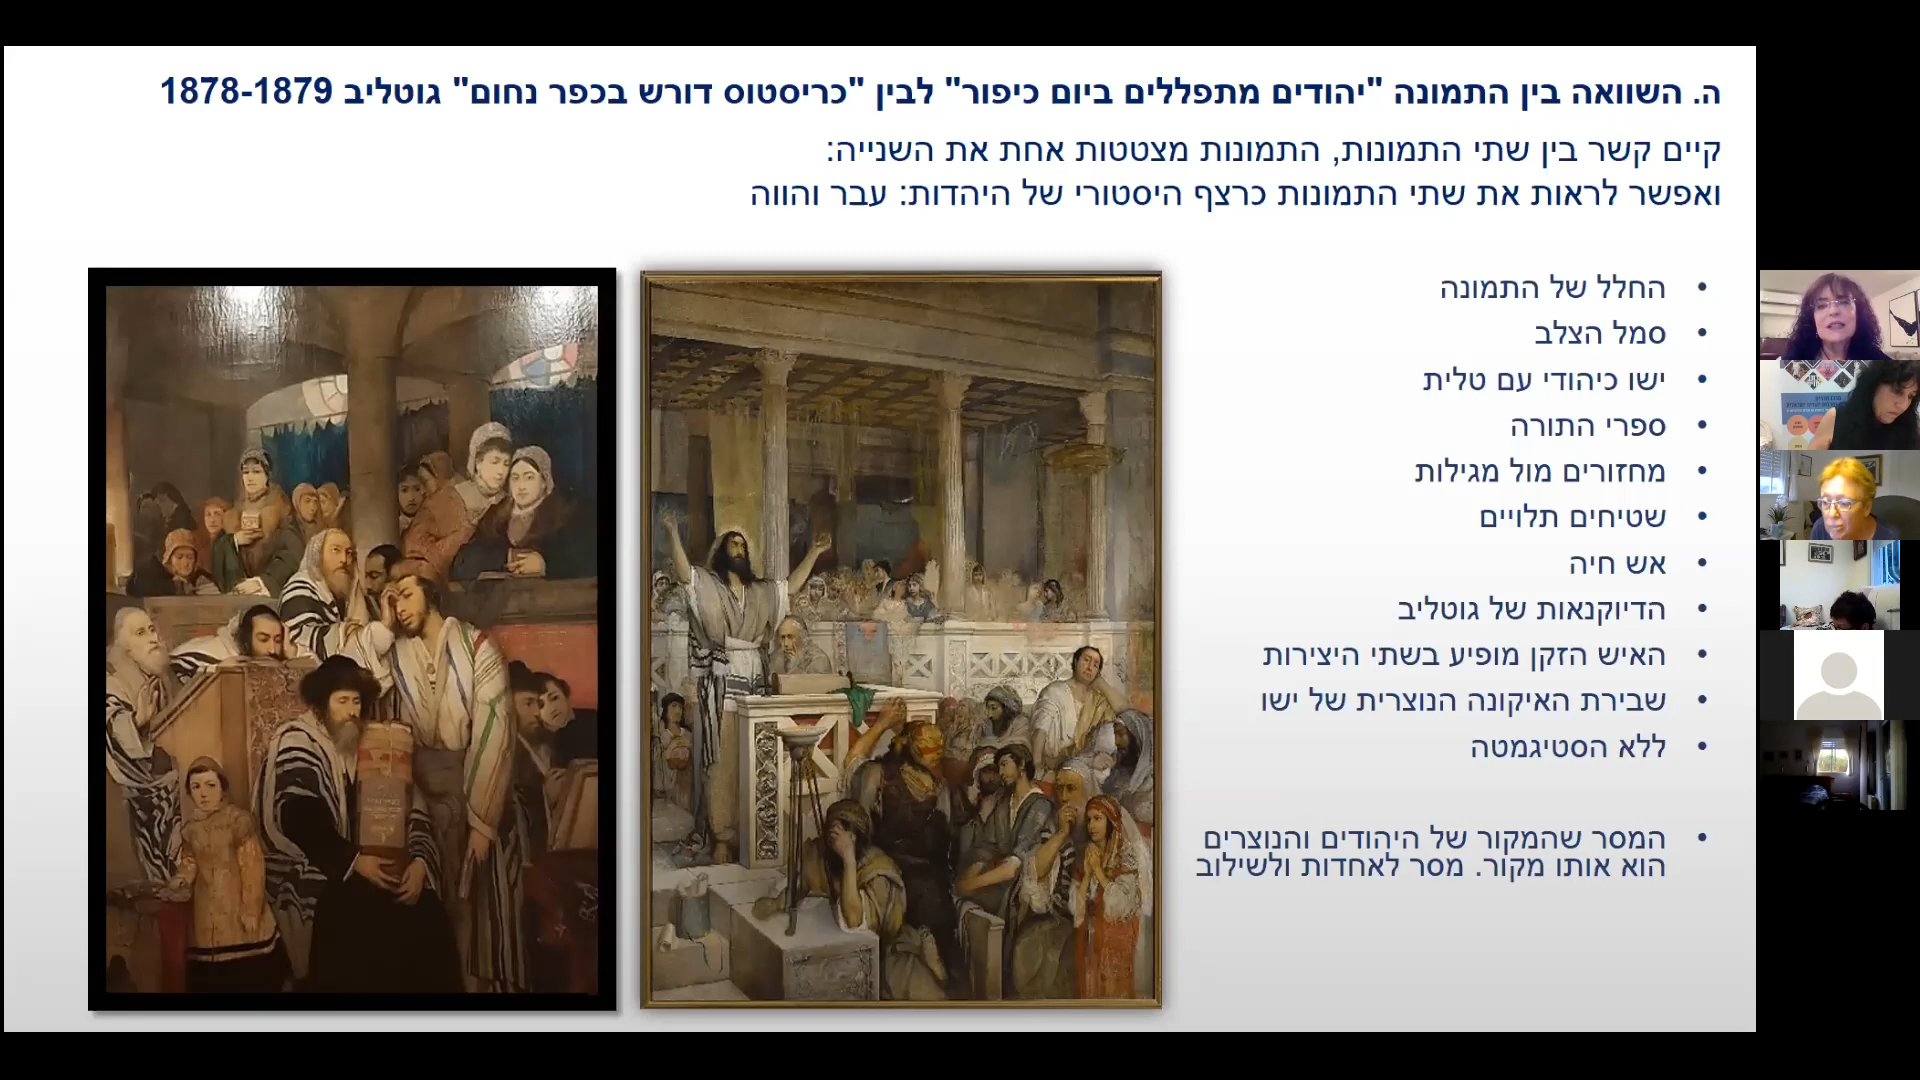 ה. השוואה בין התמונה "יהודים מתפללים ביום כיפור" לבין "כריסטוס דורש בכפר נחום" גוטליב 1878-1879
קיים קשר בין שתי התמונות, התמונות מצטטות אחת את השנייה:
ואפשר לראות את שתי התמונות כרצף היסטורי של היהדות: עבר והווה
• החלל של התמונה
• סמל הצלב
• ישו כיהודי עם טלית
• ספרי התורה
• מחזורים מול מגילות
• שטיחים תלויים
• אש חיה
• הדיוקנאות של גוטליב
• האיש הזקן מופיע בשתי היצירות
• שבירת האיקונה הנוצרית של ישו
• ללא הסטיגמטה
• המסר שהמקור של היהודים והנוצרים
הוא אותו מקור. מסר לאחדות ולשילוב